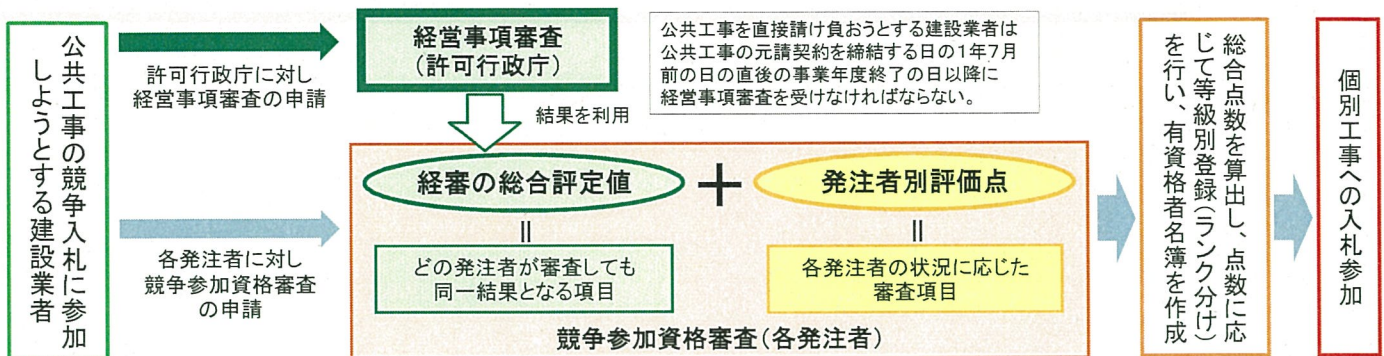 公共工事の競争入札に参加
しようとする建設業者
許可行政庁に対し
経営事項審査の申請
各発注者に対し
競争参加資格審査
の申請
経営事項審査
(許可行政庁)
結果を利用
公共工事を直接請け負おうとする建設業者は
公共工事の元請契約を締結する日の1年7月
前の日の直後の事業年度終了の日以降に
経営事項審査を受けなければならない。
経審の総合評定値
=
どの発注者が審査しても
同一結果となる項目
+
発注者別評価点
=
各発注者の状況に応じた
審査項目
競争参加資格審査(各発注者)
総合点数を算出し、点数に応
じて等級別登録(ランク分け)
を行い、有資格者名簿を作成
個別工事への入札参加